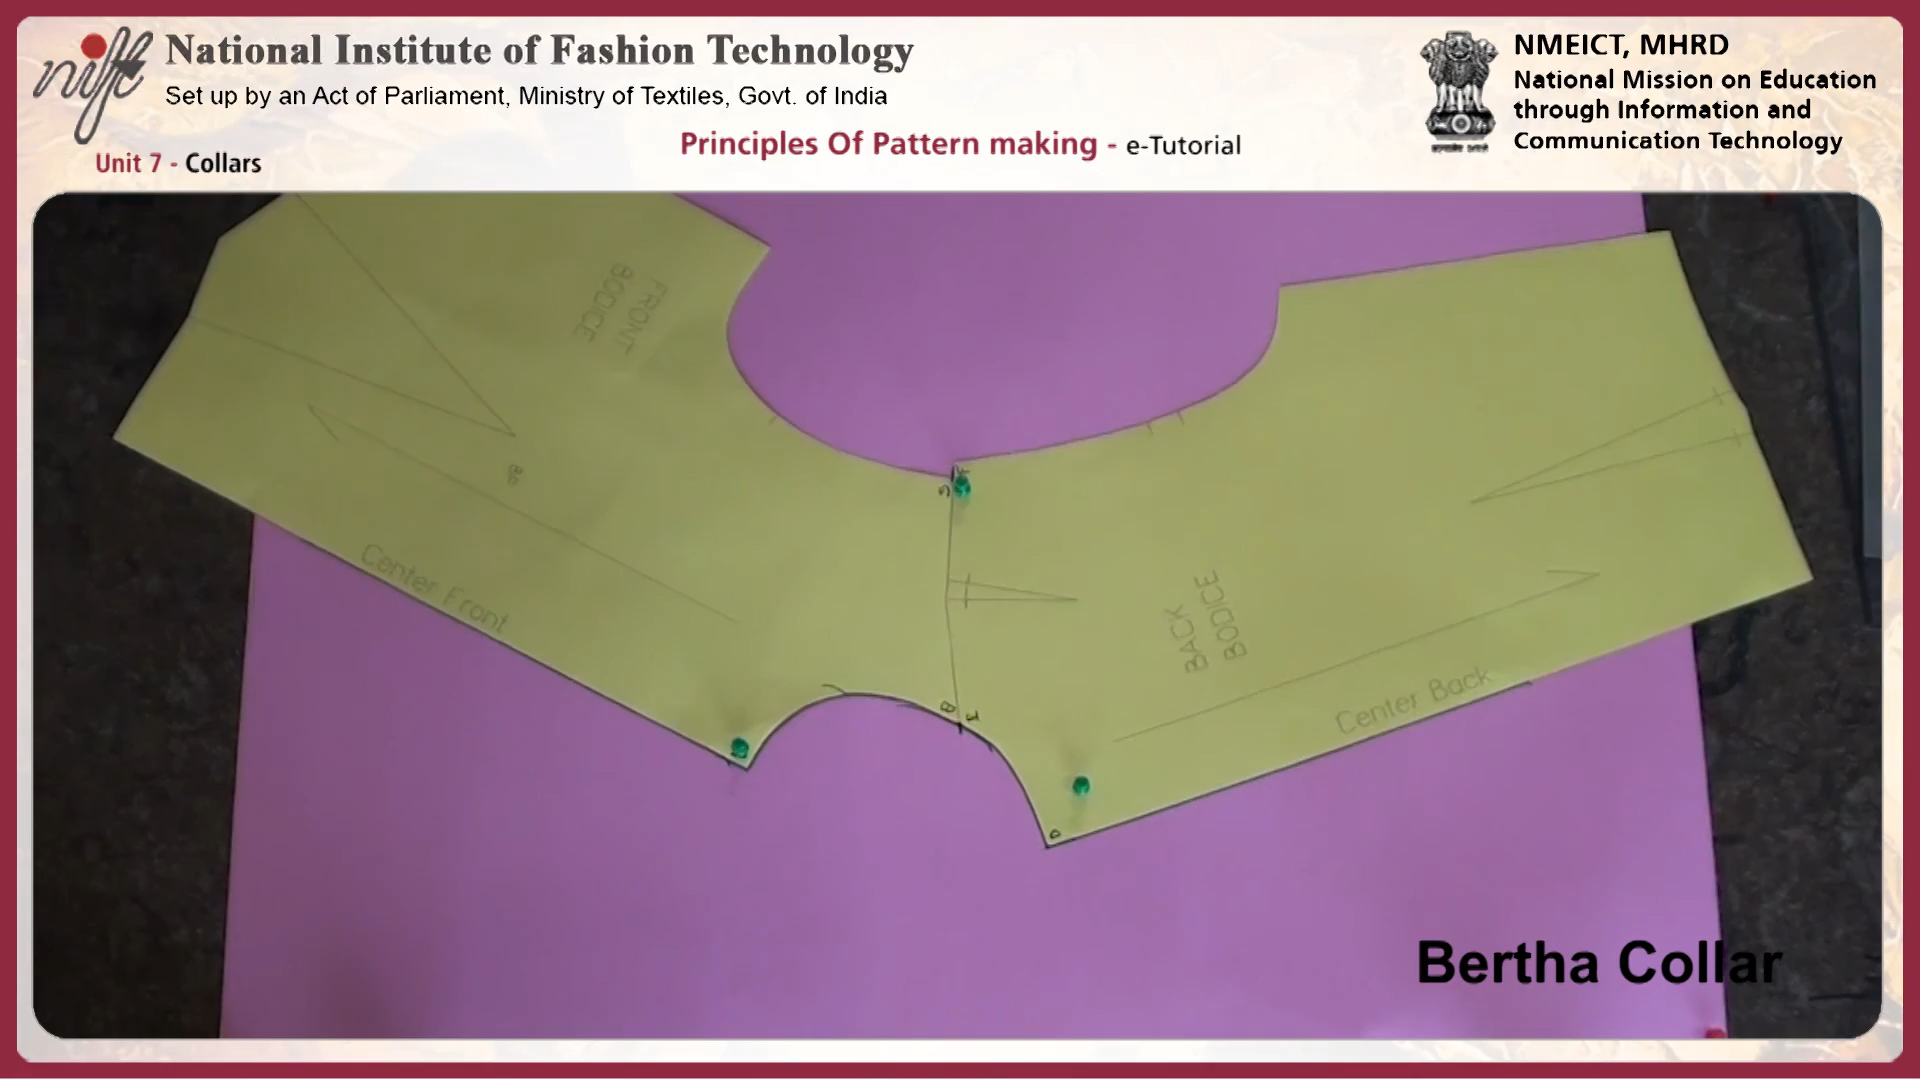 nift
National Institute of Fashion Technology
Set up by an Act of Parliament, Ministry of Textiles, Govt. of India
NMEICT, MHRD
National Mission on Education
through Information and
Communication Technology
Principles Of Pattern making - e-Tutorial
Unit 7 - Collars
FRONT
BODICE
BP
Center Front
G
B
I
BACK
BODICE
Center Back
D
Bertha Collar